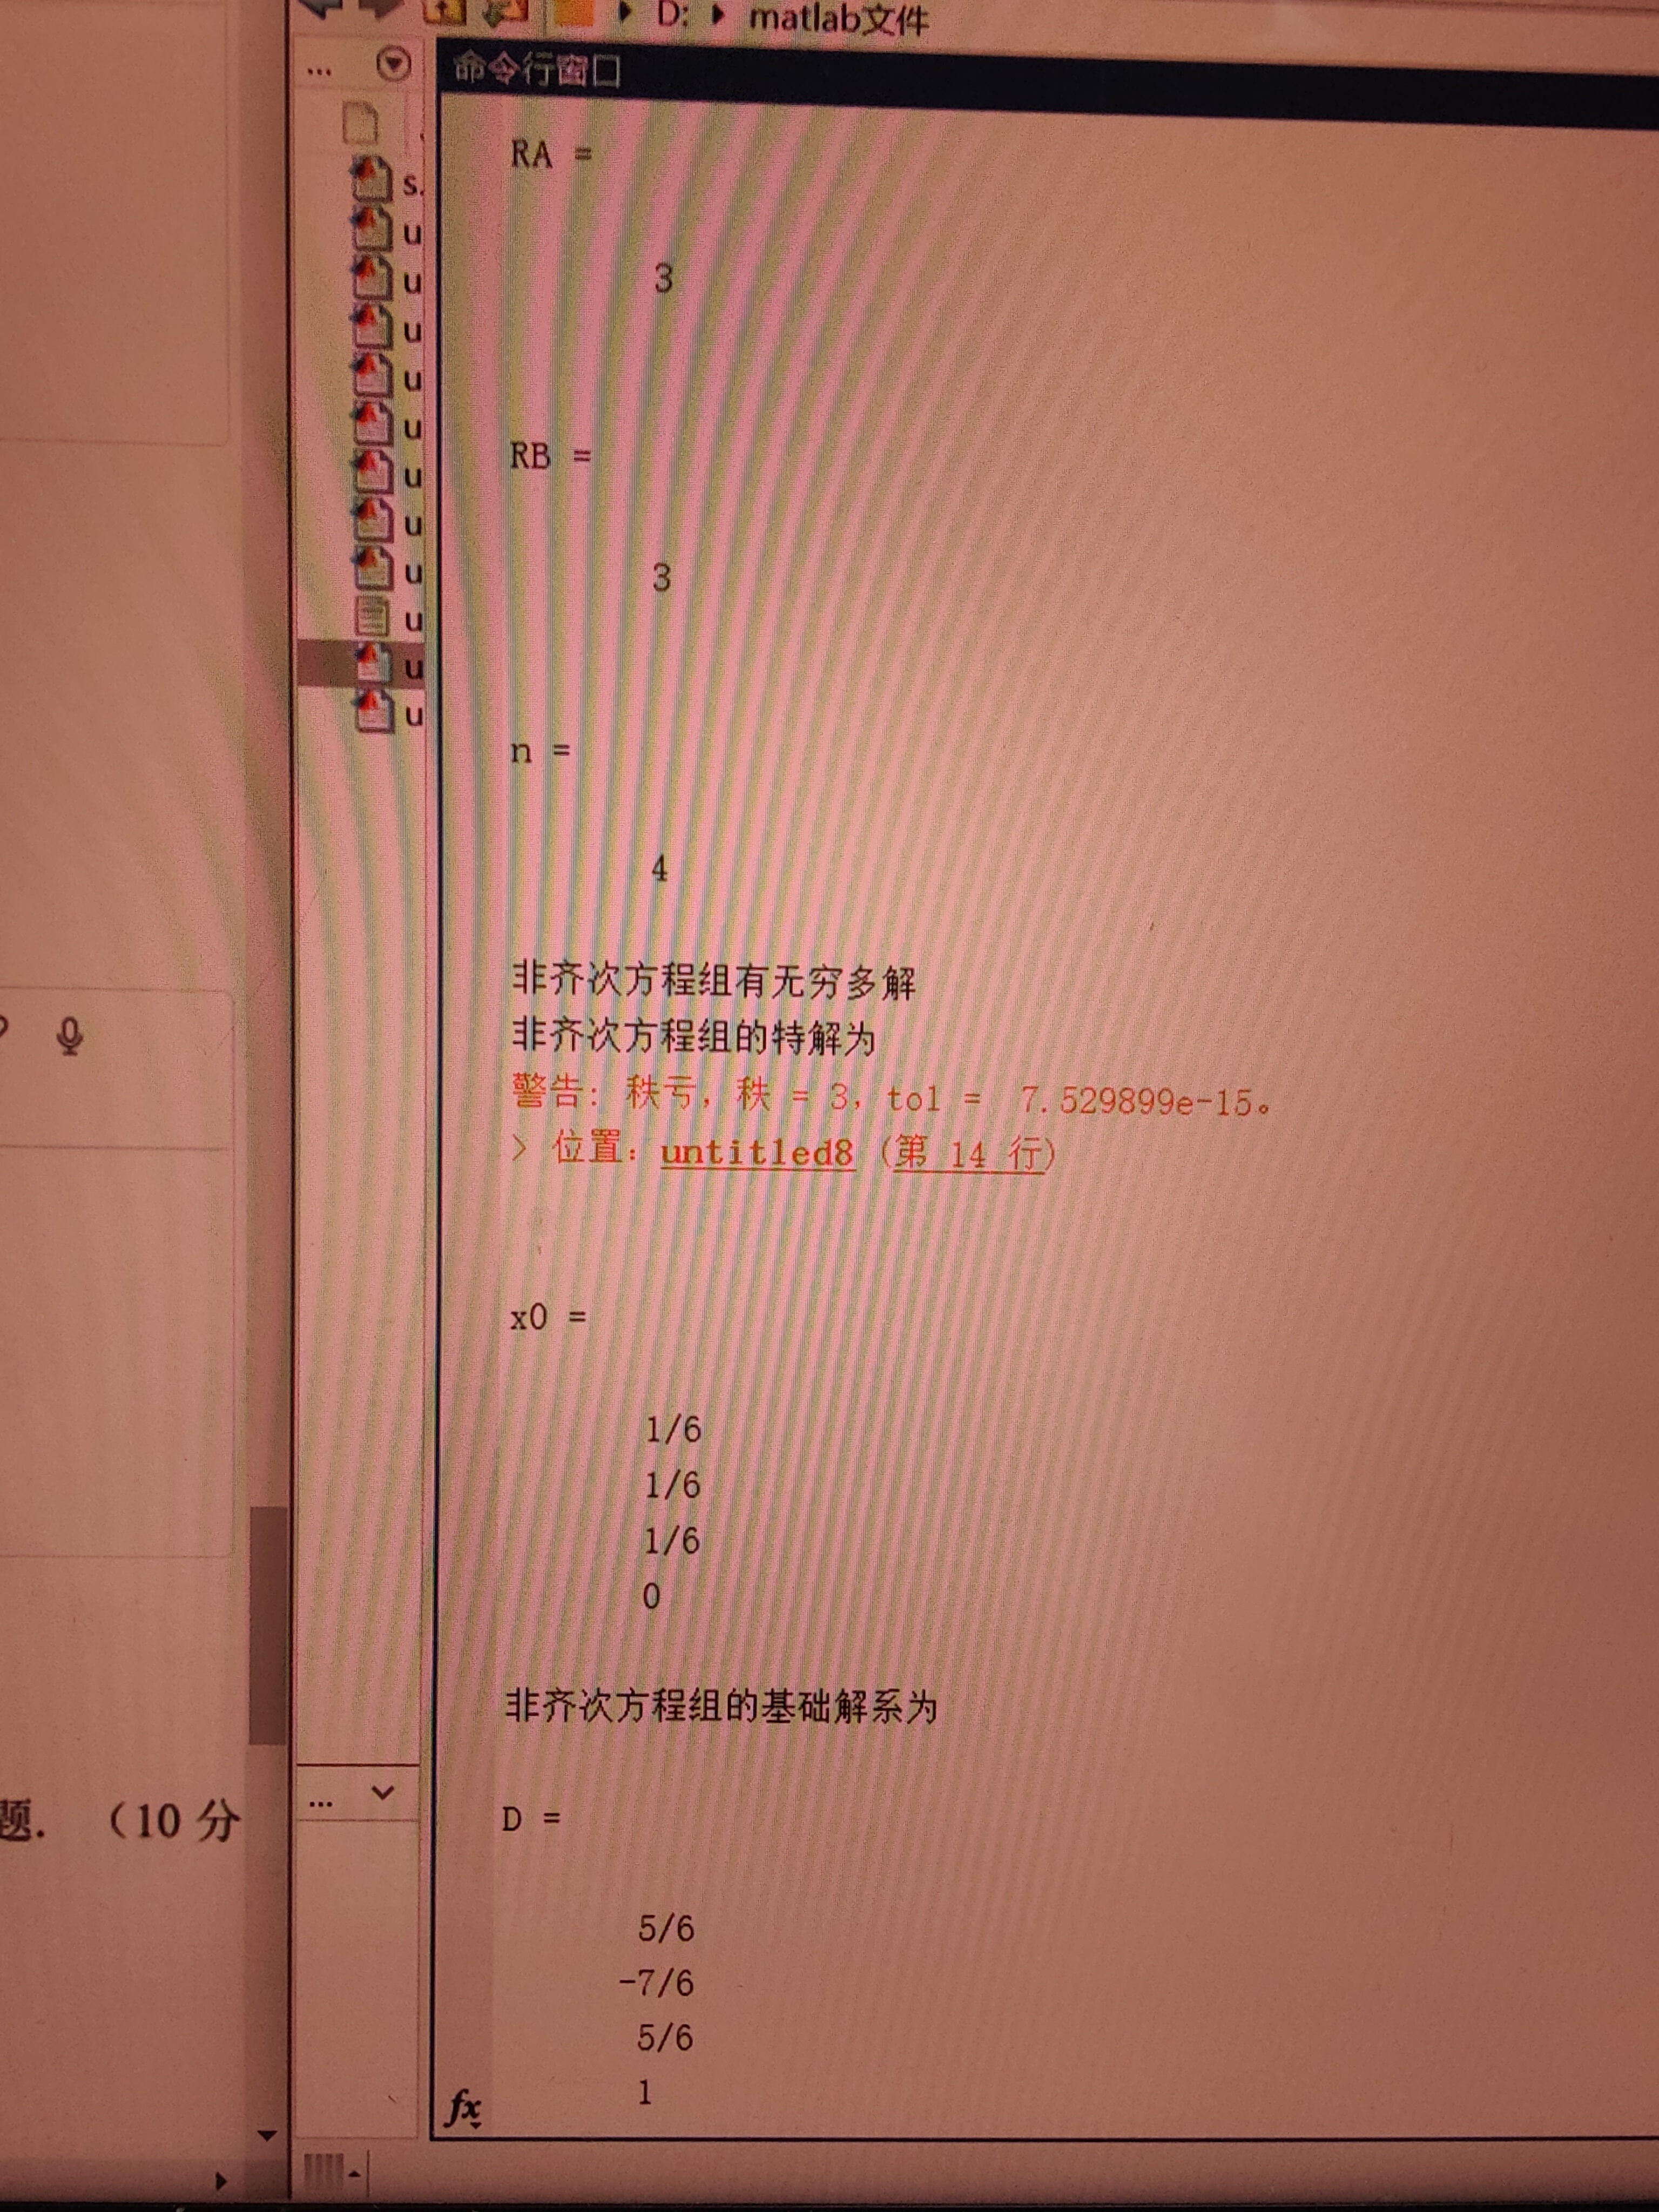 D: matlab文件
...
命令行窗口
s.
u
u
u
u
u
u
u
u
u
u
u
RA =
3
RB =
3
n =
4
非齐次方程组有无穷多解
非齐次方程组的特解为
警告: 秩亏, 秩 = 3, tol = 7.529899e-15。
> 位置: untitled8 (第 14 行)
x0 =
1/6
1/6
1/6
0
非齐次方程组的基础解系为
D =
5/6
-7/6
5/6
1
fx
...
题. （10 分